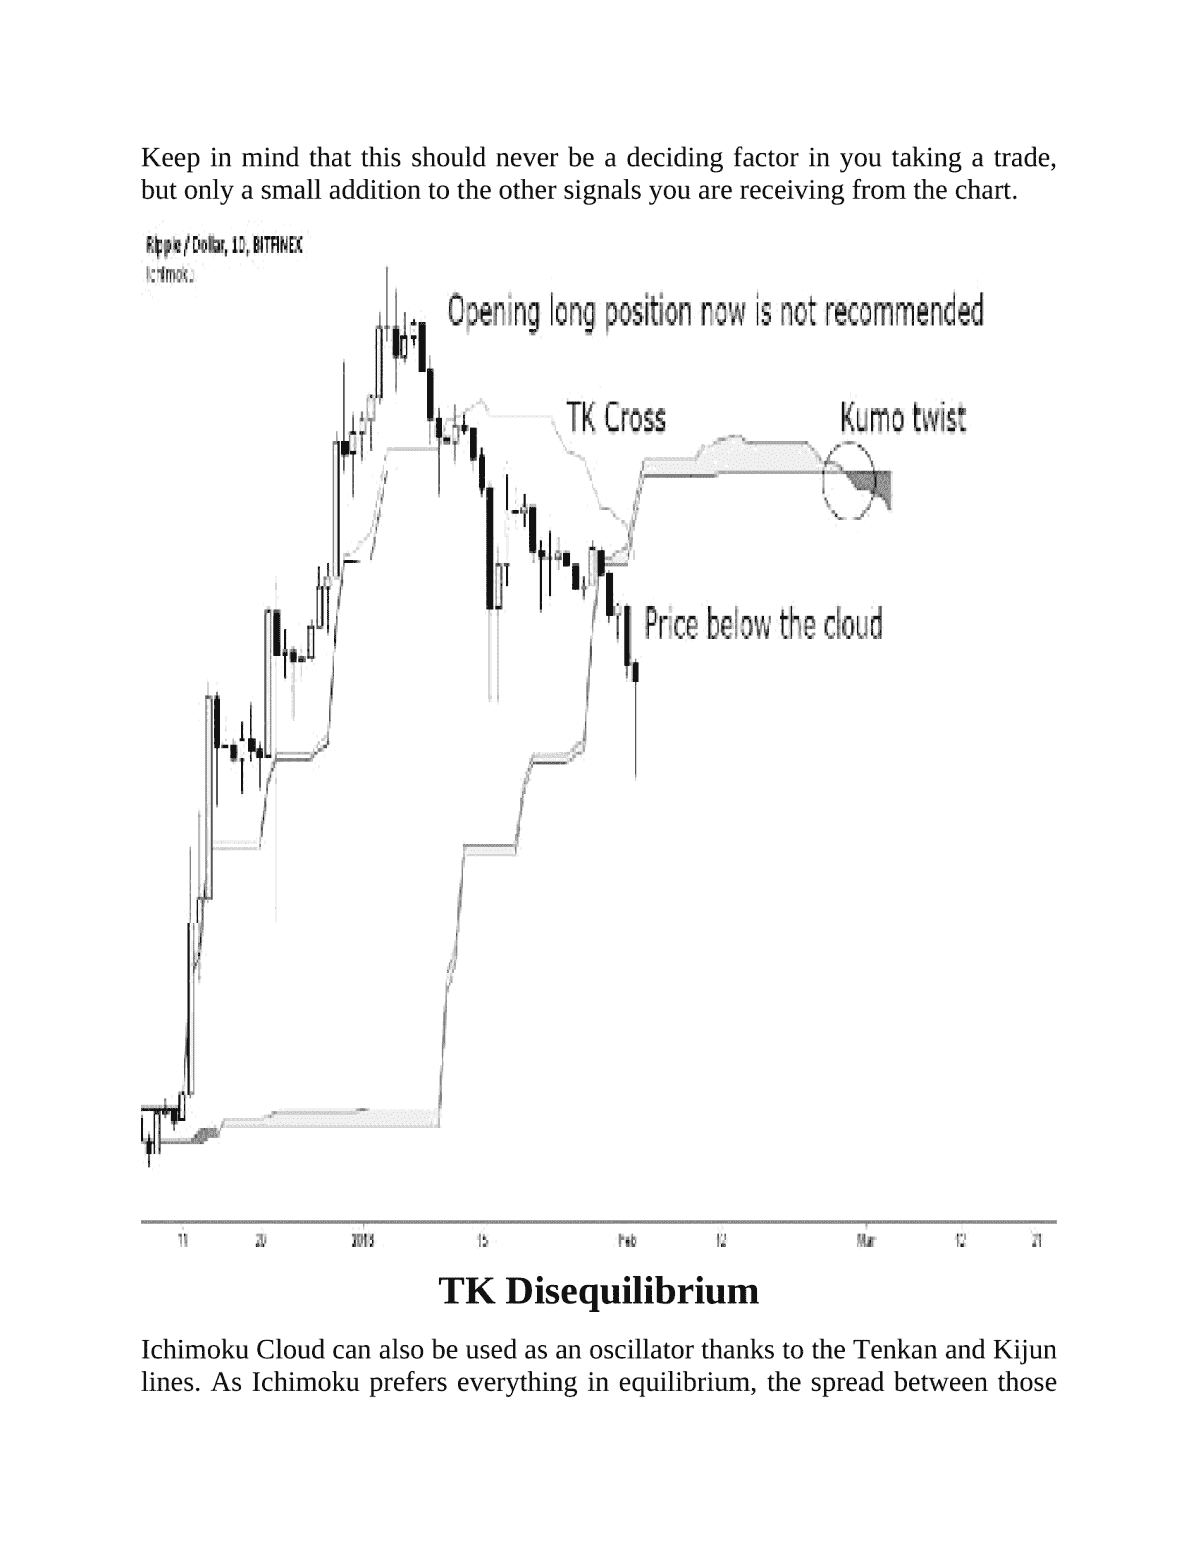 Keep in mind that this should never be a deciding factor in you taking a trade,
but only a small addition to the other signals you are receiving from the chart.
Ripple / Dollar, 1D, BITFINEX
Ichimoku
Opening long position now is not recommended
TK Cross
Kumo twist
Price below the cloud
11 20 2018 15 Feb 12 Mar 12 21
TK Disequilibrium
Ichimoku Cloud can also be used as an oscillator thanks to the Tenkan and Kijun
lines. As Ichimoku prefers everything in equilibrium, the spread between those